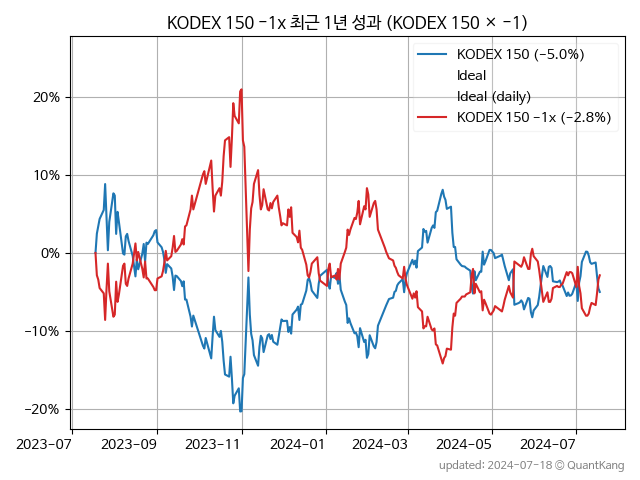 KODEX 150 −1x 최근 1년 성과 (KODEX 150 × −1)
KODEX 150 (−5.0%)
Ideal
Ideal (daily)
KODEX 150 −1x (−2.8%)
20%
10%
0%
−10%
−20%
2023−07 2023−09 2023−11 2024−01 2024−03 2024−05 2024−07
updated: 2024−07−18 © QuantKang